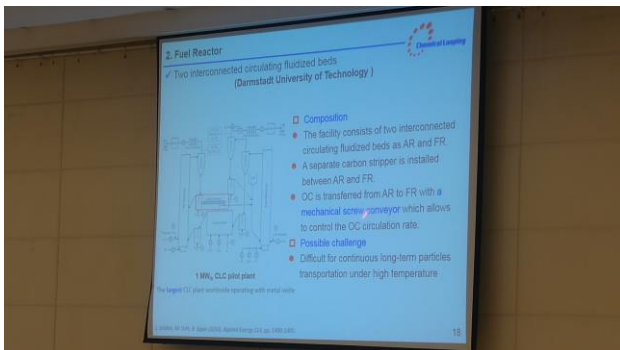 2. Fuel Reactor
Chemical Looping
✓ Two interconnected circulating fluidized beds
(Darmstadt University of Technology )
Composition
The facility consists of two interconnected
circulating fluidized beds as AR and FR.
A separate carbon stripper is installed
between AR and FR.
OC is transferred from AR to FR with a
mechanical screw conveyor which allows
to control the OC circulation rate.
Possible challenge
Difficult for continuous long-term particles
transportation under high temperature
1 MWth CLC pilot plant
The largest CLC plant worldwide operating with metal oxide
18